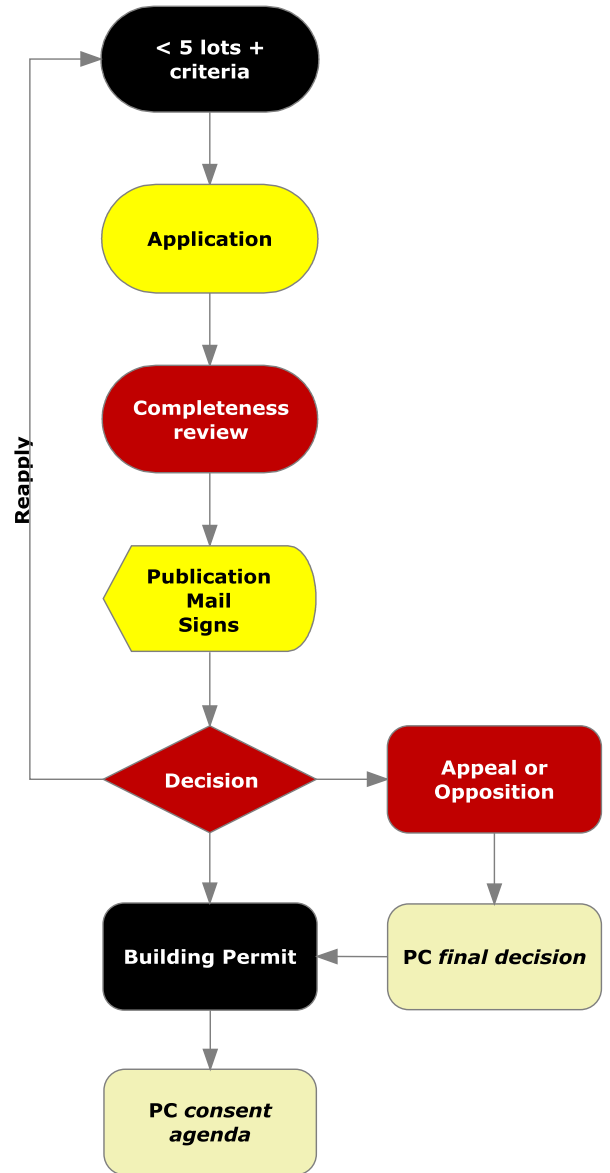 < 5 lots +
criteria
Application
Completeness
review
Reapply
Publication
Mail
Signs
Decision
Appeal or
Opposition
Building Permit
PC final decision
PC consent
agenda